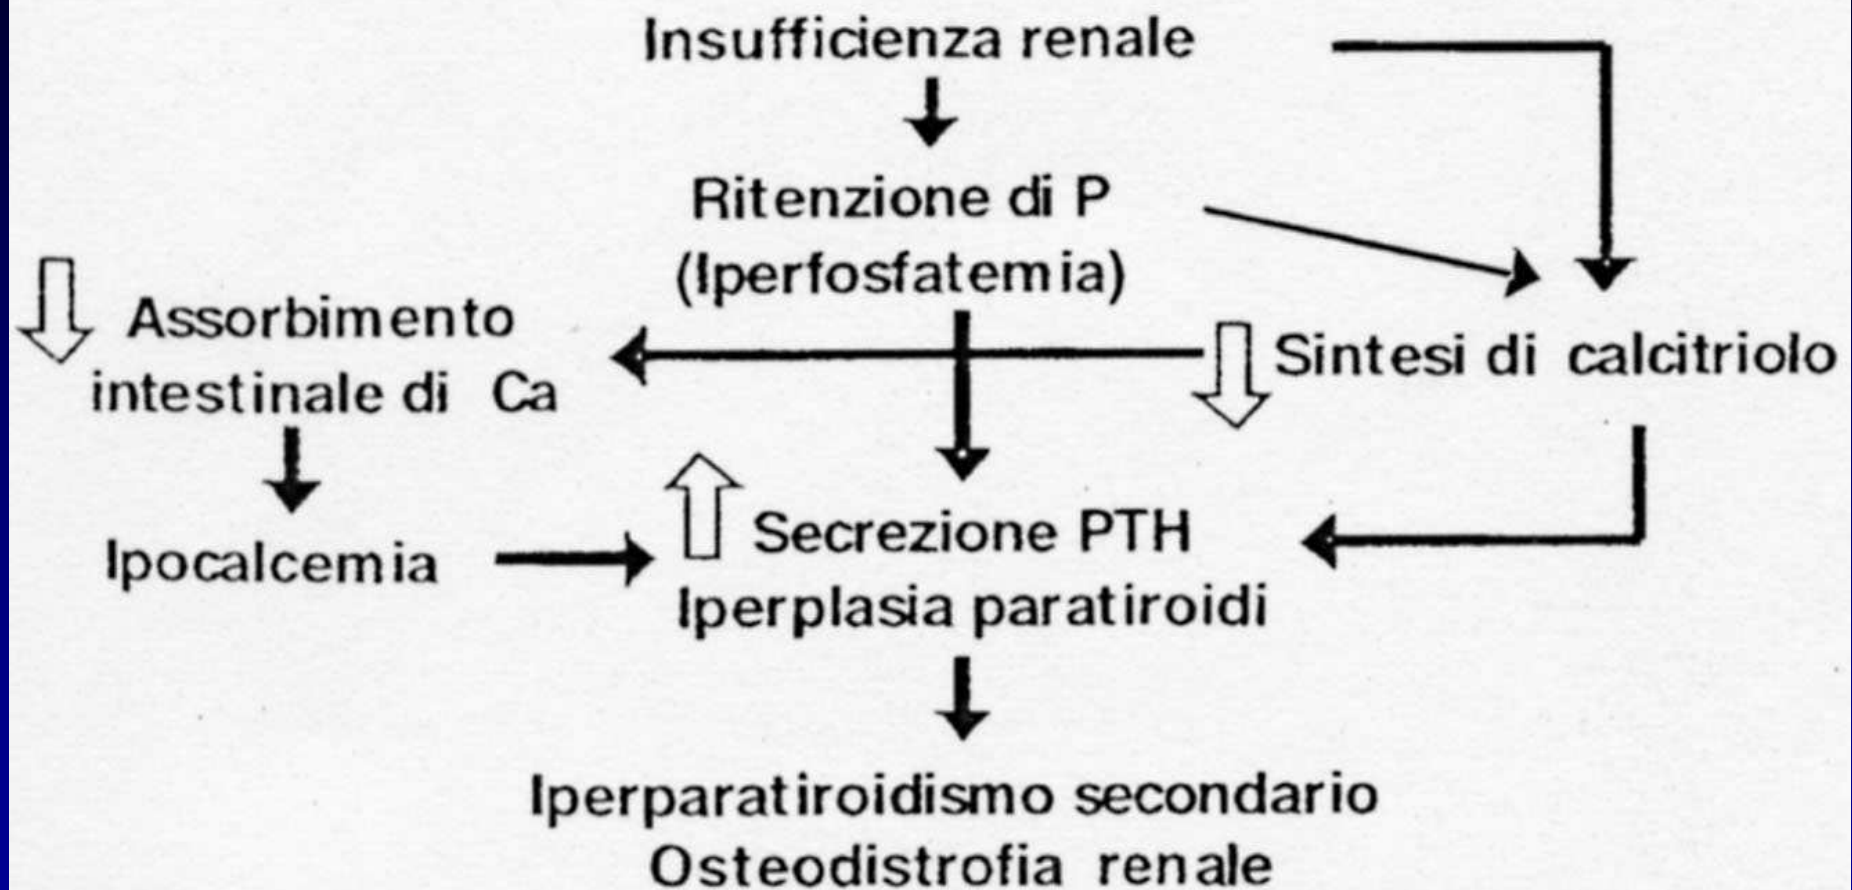 Insufficienza renale
Ritenzione di P
(Iperfosfatemia)
Assorbimento
intestinale di Ca
Sintesi di calcitriolo
Ipocalcemia
Secrezione PTH
Iperplasia paratiroidi
Iperparatiroidismo secondario
Osteodistrofia renale